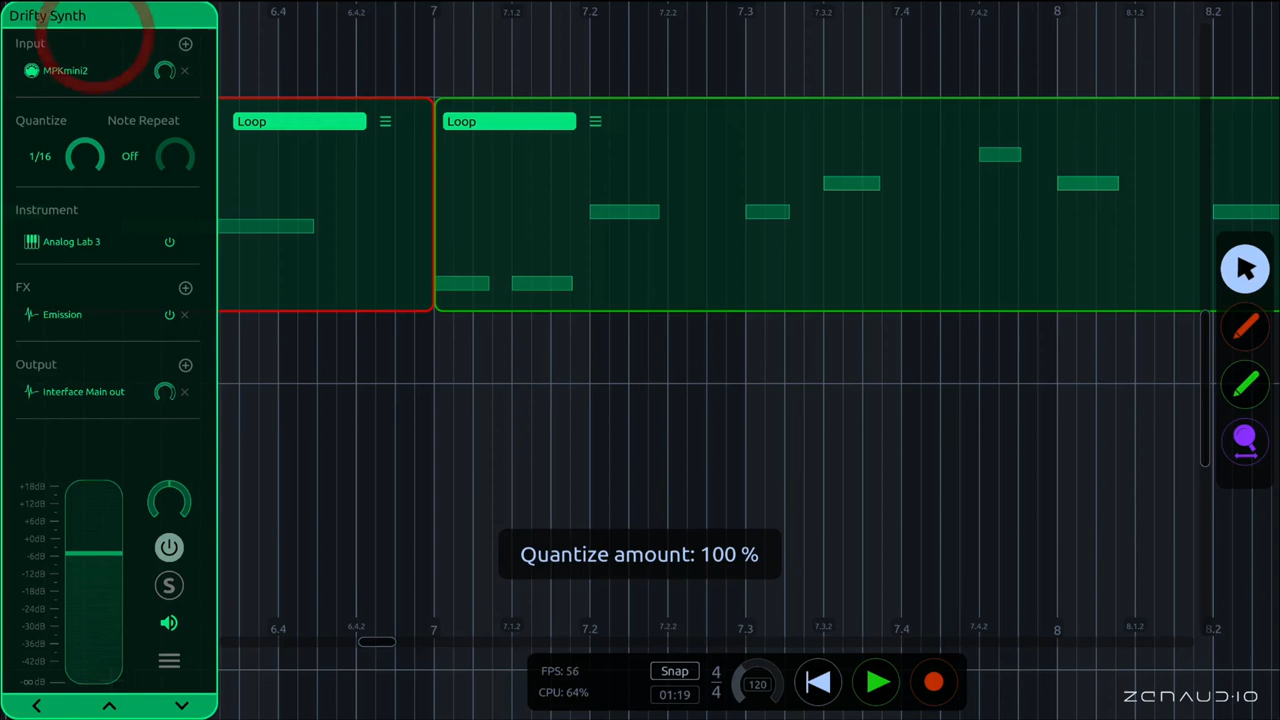 Drifty Synth
Input
MPKmini2
Quantize Note Repeat
1/16 Off
Instrument
Analog Lab 3
FX
Emission
Output
Interface Main out
+18dB
+12dB
+6dB
+0dB
-6dB
-12dB
-18dB
-24dB
-30dB
-36dB
-42dB
-∞dB
S
6.4 6.4.2 7 7.1.2 7.2 7.2.2 7.3 7.3.2 7.4 7.4.2 8 8.1.2 8.2
Loop
Loop
Quantize amount: 100 %
6.4 6.4.2 7 7.1.2 7.2 7.2.2 7.3 7.3.2 7.4 7.4.2 8 8.1.2 8.2
FPS: 56
CPU: 64%
Snap
01:19
4
4
120
ZENAUDIO